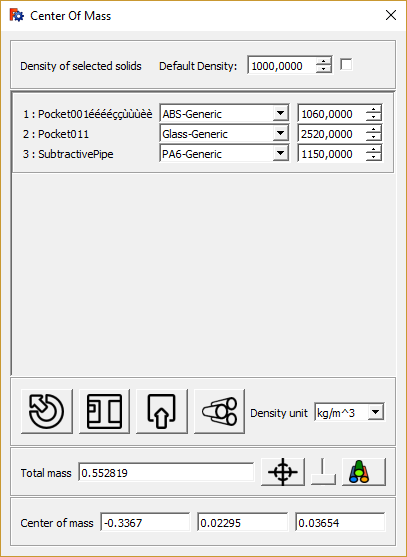 Center Of Mass
Density of selected solids Default Density: 1000,0000
1 : Pocket001ééééççùùùèè ABS-Generic 1060,0000
2 : Pocket011 Glass-Generic 2520,0000
3 : SubtractivePipe PA6-Generic 1150,0000
Density unit kg/m^3
Total mass 0.552819
Center of mass -0.3367 0.02295 0.03654